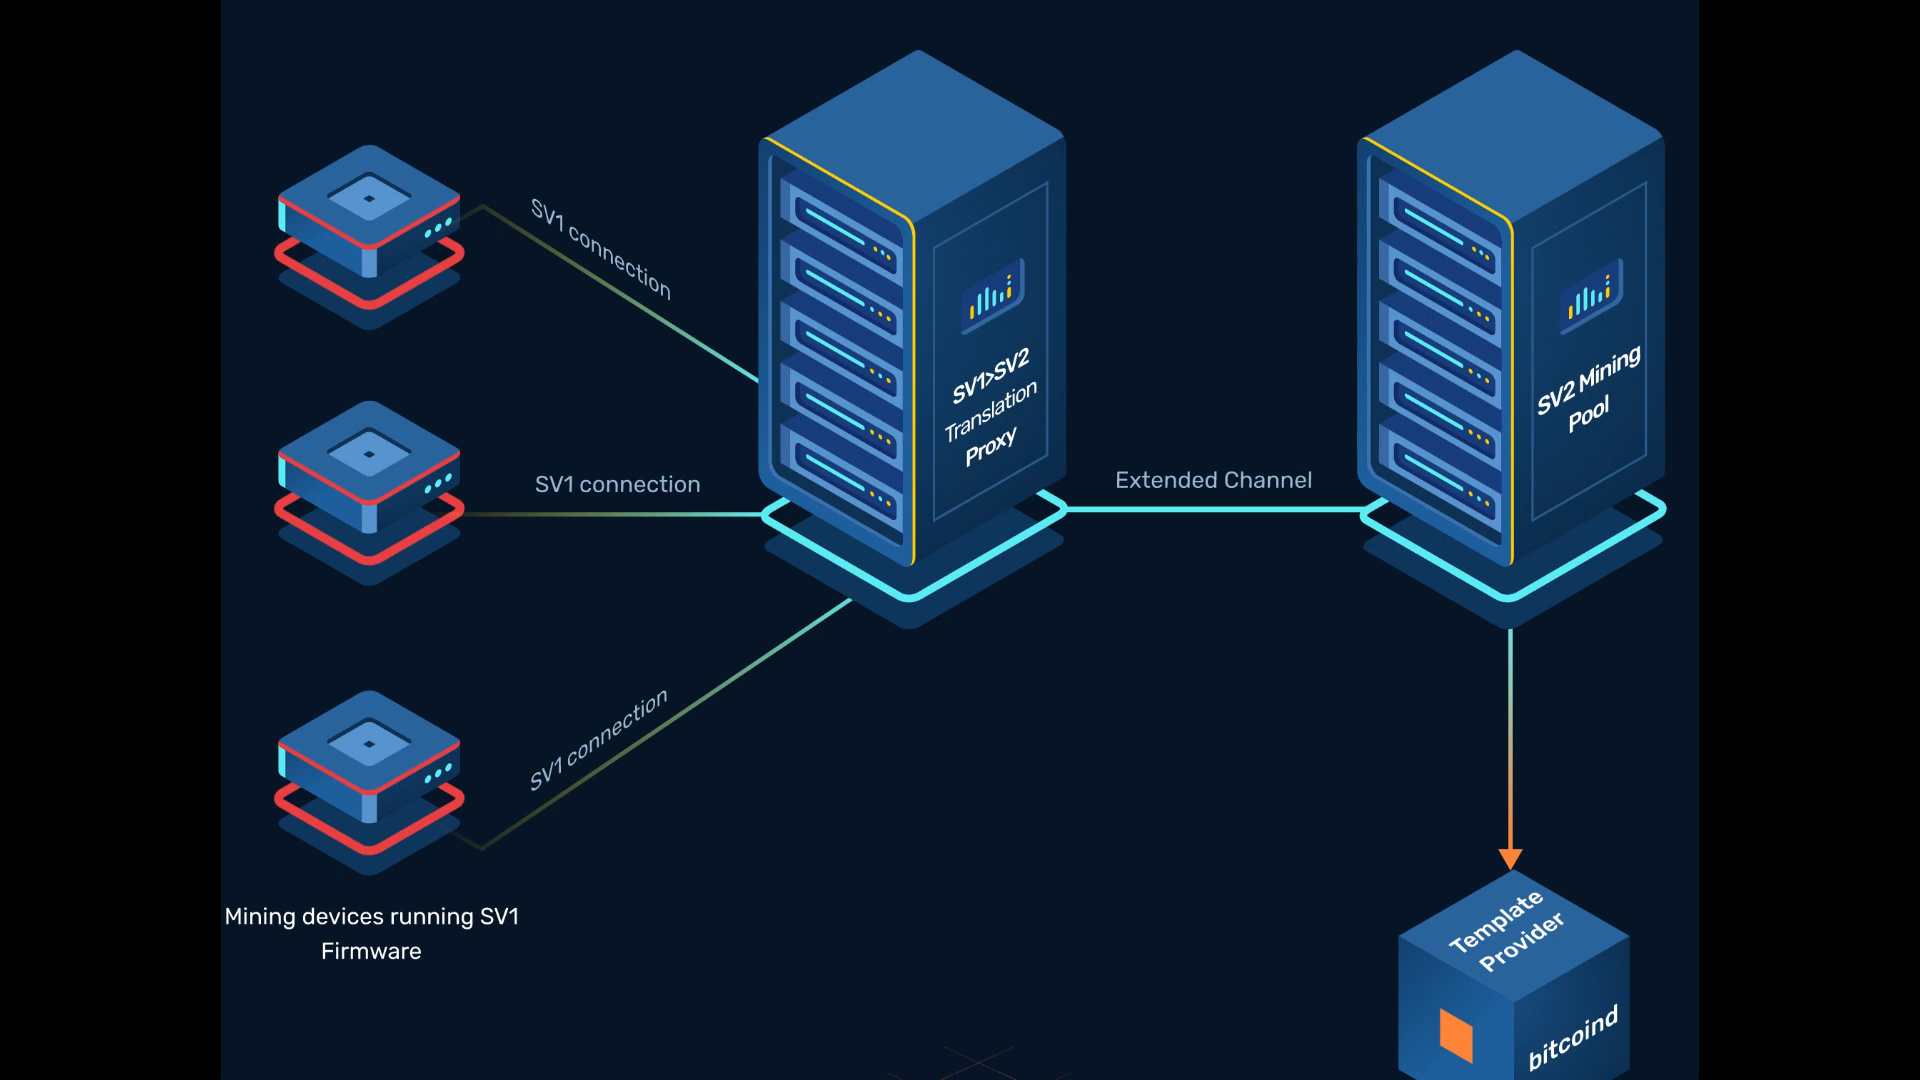 SV1 connection
SV1>SV2
Translation
Proxy
SV2 Mining
Pool
SV1 connection
Extended Channel
SV1 connection
Mining devices running SV1
Firmware
Template
Provider
bitcoind